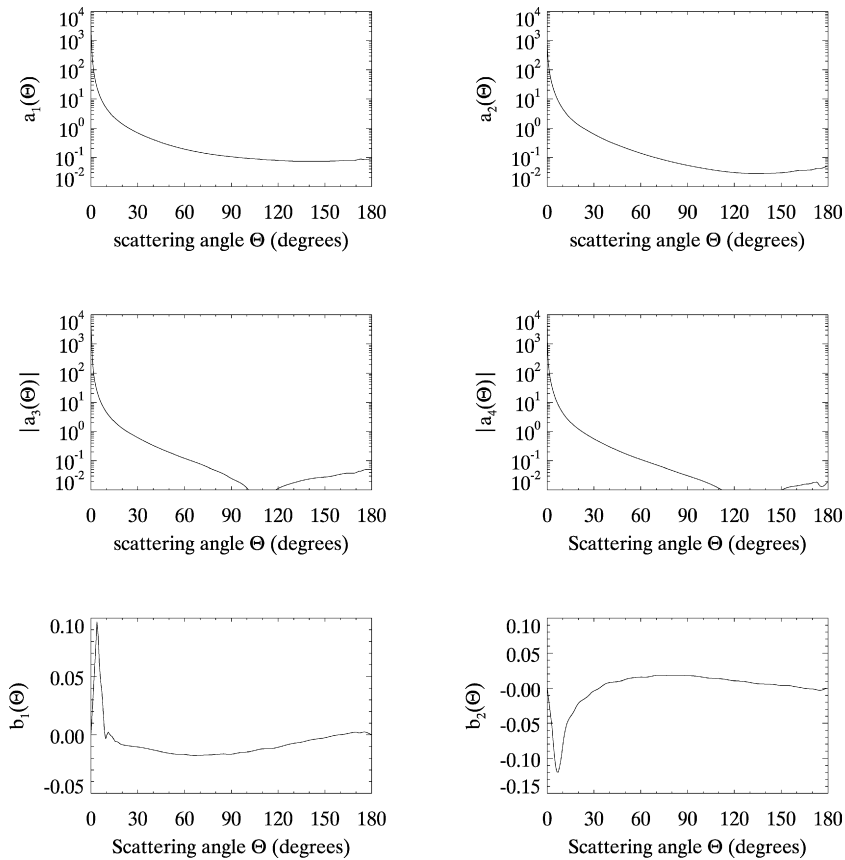 10^4
10^3
10^2
10^1
10^0
10^-1
10^-2
a_1(Θ)
0 30 60 90 120 150 180
scattering angle Θ (degrees)
10^4
10^3
10^2
10^1
10^0
10^-1
10^-2
a_2(Θ)
0 30 60 90 120 150 180
scattering angle Θ (degrees)
10^4
10^3
10^2
10^1
10^0
10^-1
10^-2
|a_3(Θ)|
0 30 60 90 120 150 180
scattering angle Θ (degrees)
10^4
10^3
10^2
10^1
10^0
10^-1
10^-2
|a_4(Θ)|
0 30 60 90 120 150 180
Scattering angle Θ (degrees)
0.10
0.05
0.00
-0.05
b_1(Θ)
0 30 60 90 120 150 180
Scattering angle Θ (degrees)
0.10
0.05
-0.00
-0.05
-0.10
-0.15
b_2(Θ)
0 30 60 90 120 150 180
Scattering angle Θ (degrees)